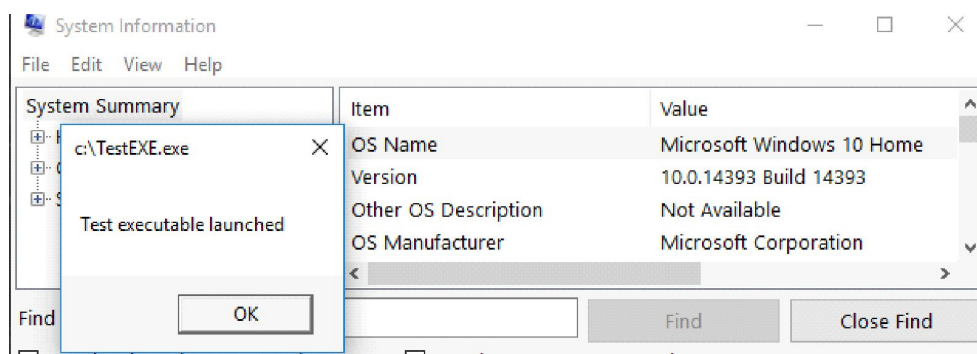 System Information
File Edit View Help
System Summary
Item Value
c:\TestEXE.exe
OS Name Microsoft Windows 10 Home
Version 10.0.14393 Build 14393
Test executable launched
Other OS Description Not Available
OS Manufacturer Microsoft Corporation
OK
Find Find Close Find